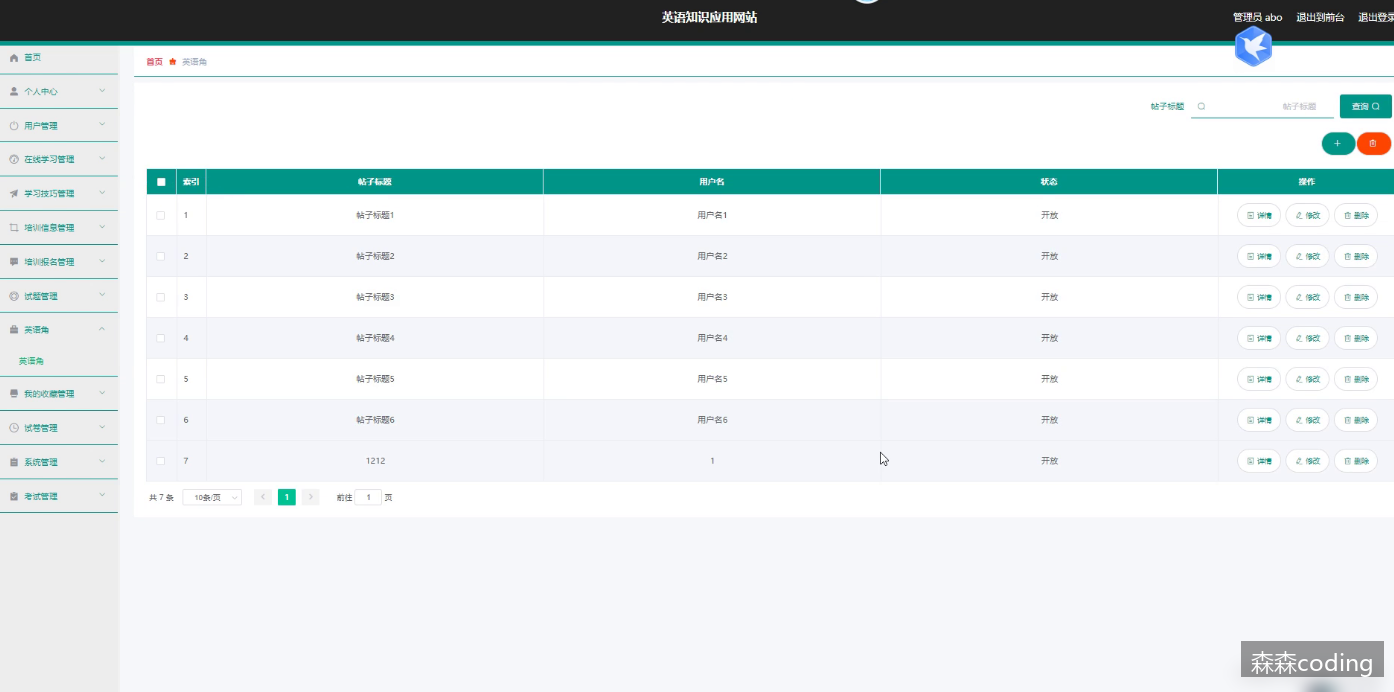 英语知识应用网站
管理员 abo 退出到前台 退出登录
首页
个人中心
用户管理
在线学习管理
学习技巧管理
培训信息管理
培训报名管理
试题管理
英语角
英语角
我的收藏管理
试卷管理
系统管理
考试管理
首页 英语角
帖子标题 帖子标题 查询
索引 帖子标题 用户名 状态 操作
1 帖子标题1 用户名1 开放 详情 修改 删除
2 帖子标题2 用户名2 开放 详情 修改 删除
3 帖子标题3 用户名3 开放 详情 修改 删除
4 帖子标题4 用户名4 开放 详情 修改 删除
5 帖子标题5 用户名5 开放 详情 修改 删除
6 帖子标题6 用户名6 开放 详情 修改 删除
7 1212 1 开放 详情 修改 删除
共 7 条 10条/页 1 前往 1 页
森森coding